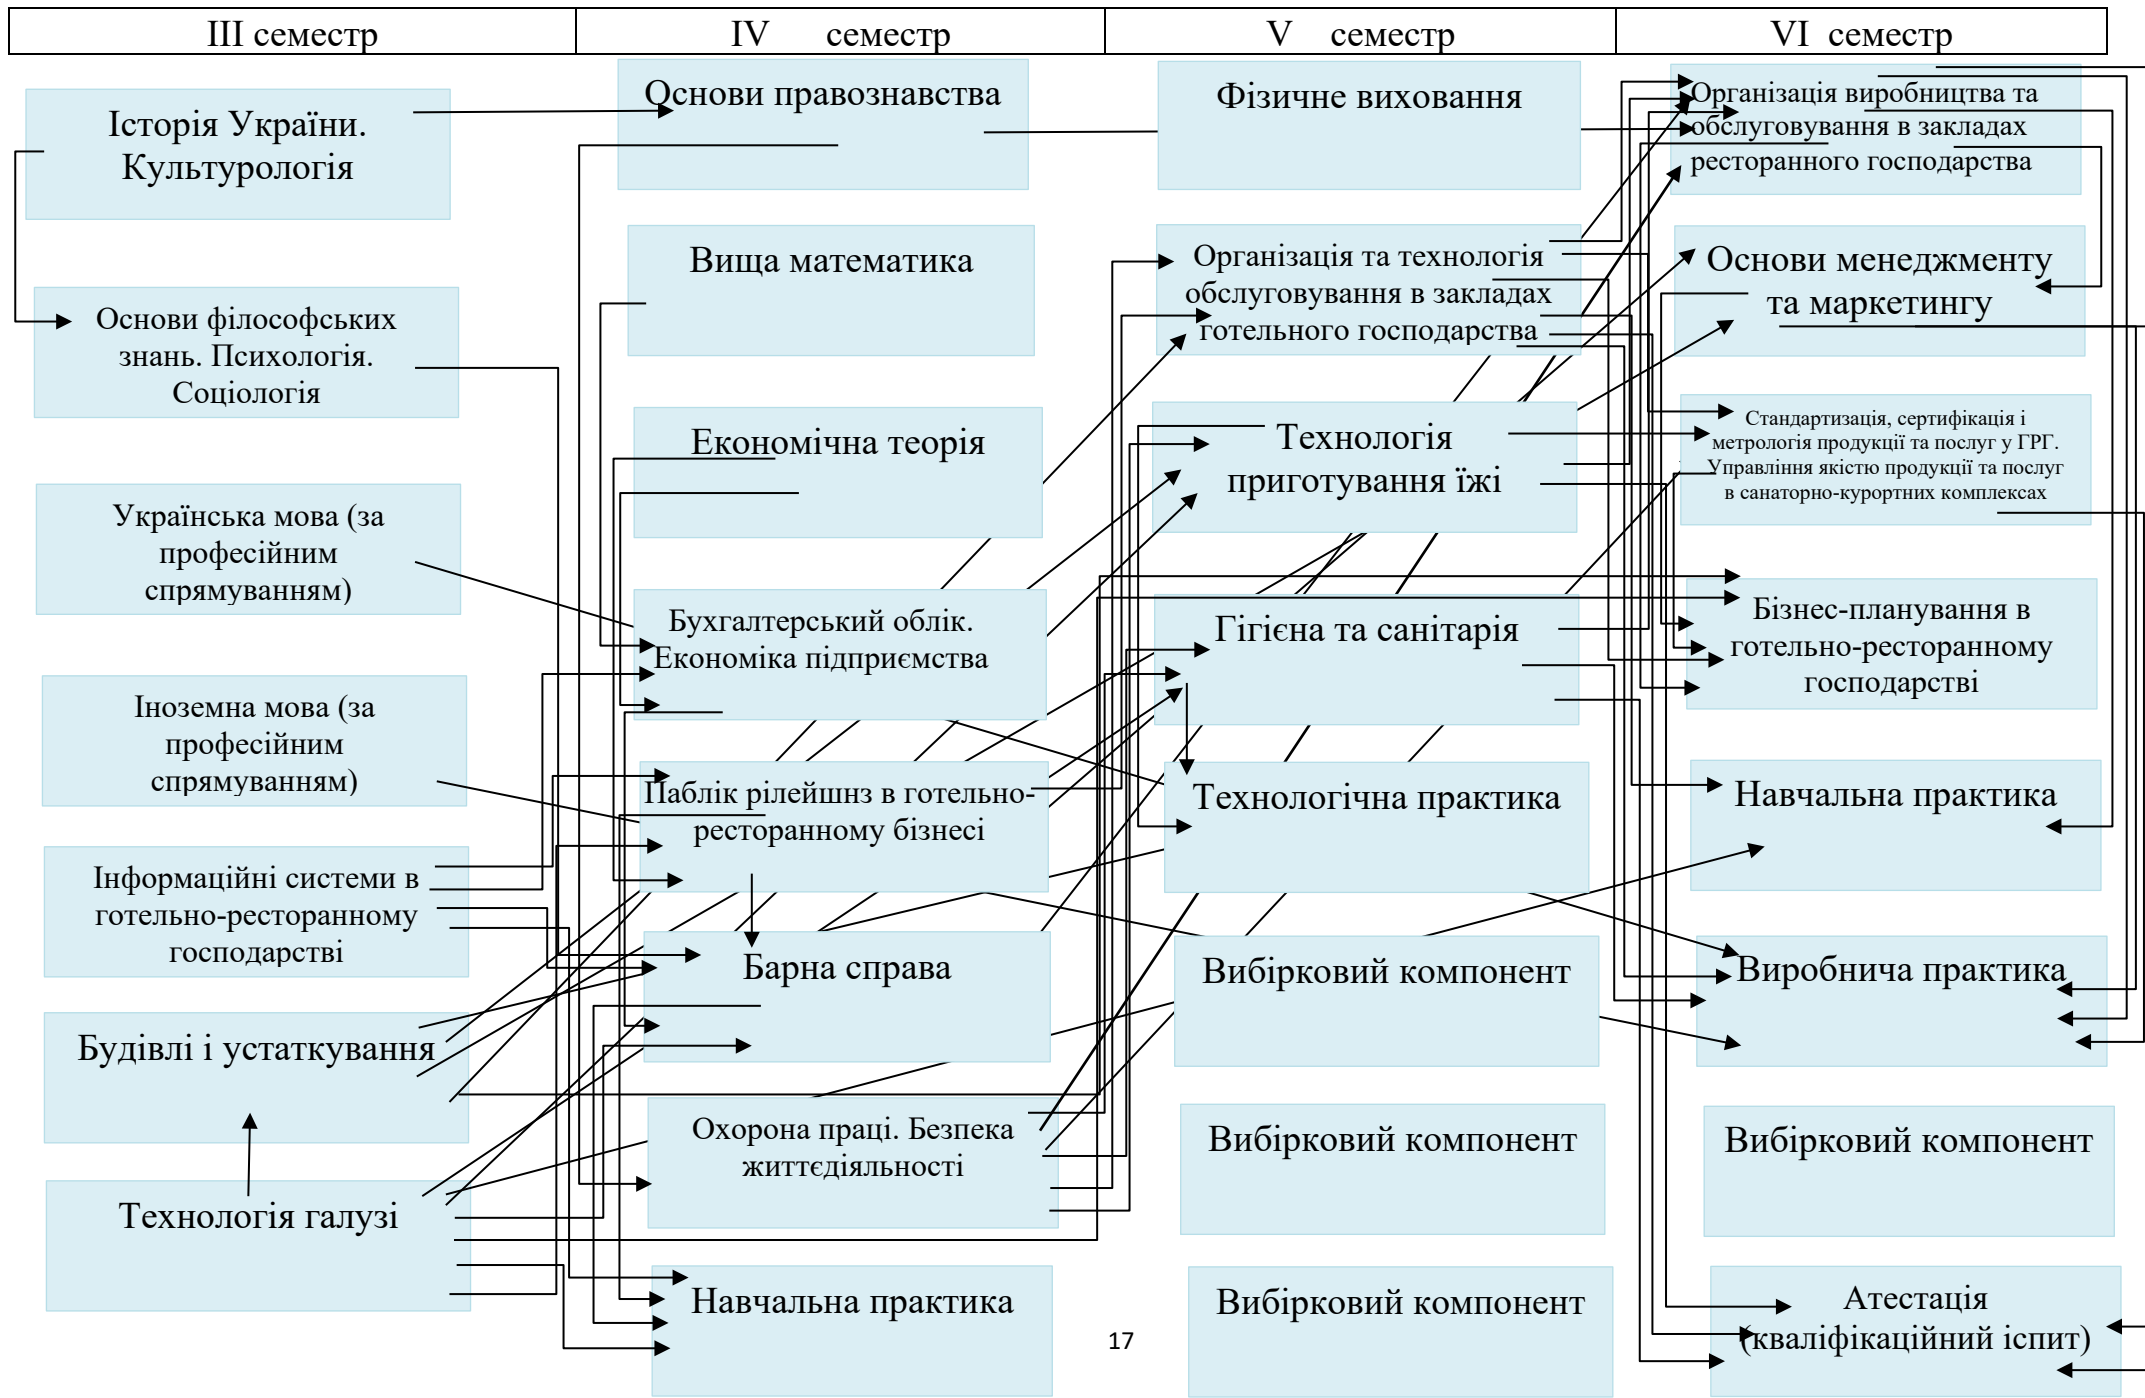 III семестр
IV семестр
V семестр
VI семестр
Історія України.
Культурологія
Основи філософських
знань. Психологія.
Соціологія
Українська мова (за
професійним
спрямуванням)
Іноземна мова (за
професійним
спрямуванням)
Інформаційні системи в
готельно-ресторанному
господарстві
Будівлі і устаткування
Технологія галузі
Основи правознавства
Вища математика
Економічна теорія
Бухгалтерський облік.
Економіка підприємства
Паблік рілейшнз в готельно-
ресторанному бізнесі
Барна справа
Охорона праці. Безпека
життєдіяльності
Навчальна практика
Фізичне виховання
Організація та технологія
обслуговування в закладах
готельного господарства
Технологія
приготування їжі
Гігієна та санітарія
Технологічна практика
Вибірковий компонент
Вибірковий компонент
Вибірковий компонент
Організація виробництва та
обслуговування в закладах
ресторанного господарства
Основи менеджменту
та маркетингу
Стандартизація, сертифікація і
метрологія продукції та послуг у ГРГ.
Управління якістю продукції та послуг
в санаторно-курортних комплексах
Бізнес-планування в
готельно-ресторанному
господарстві
Навчальна практика
Виробнича практика
Вибірковий компонент
Атестація
(кваліфікаційний іспит)
17